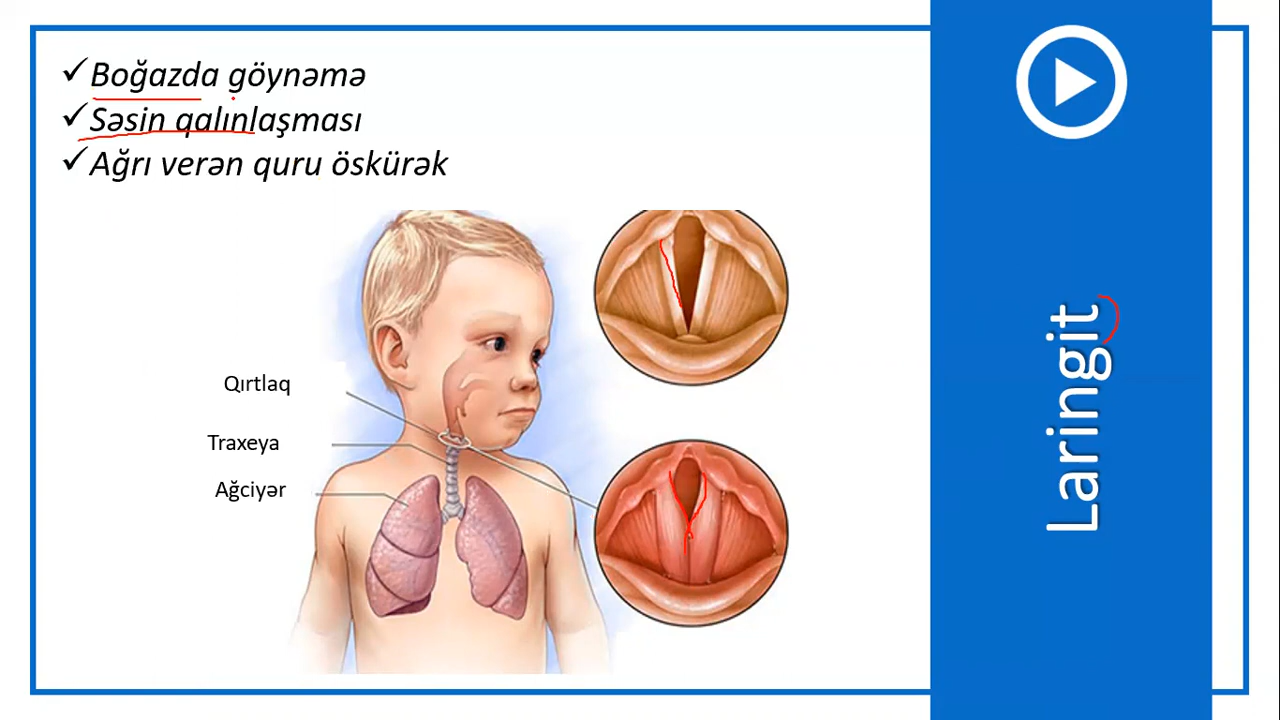 Boğazda göynəmə
Səsin qalınlaşması
Ağrı verən quru öskürək
Qırtlaq
Traxeya
Ağciyər
Laringit